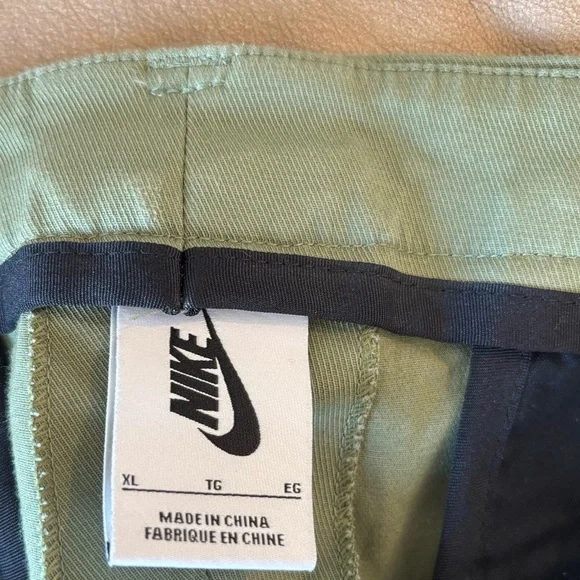 NIKE
XL TG EG
MADE IN CHINA
FABRIQUE EN CHINE